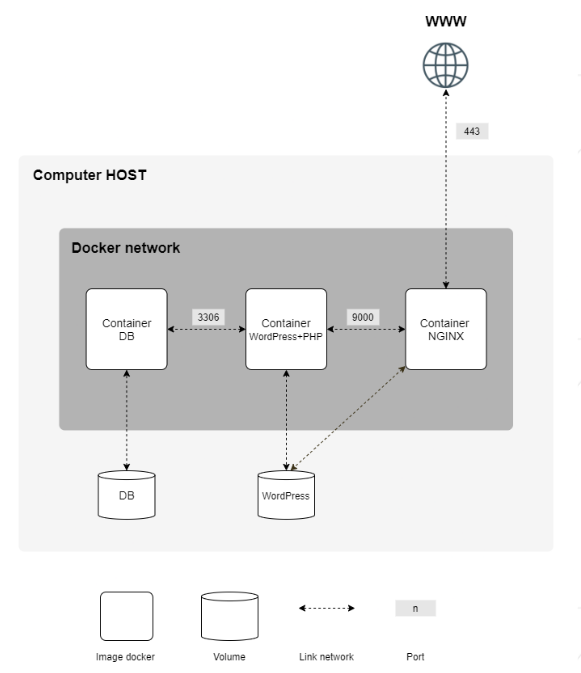 WWW
443
Computer HOST
Docker network
Container
DB
3306
Container
WordPress+PHP
9000
Container
NGINX
DB
WordPress
n
Image docker
Volume
Link network
Port